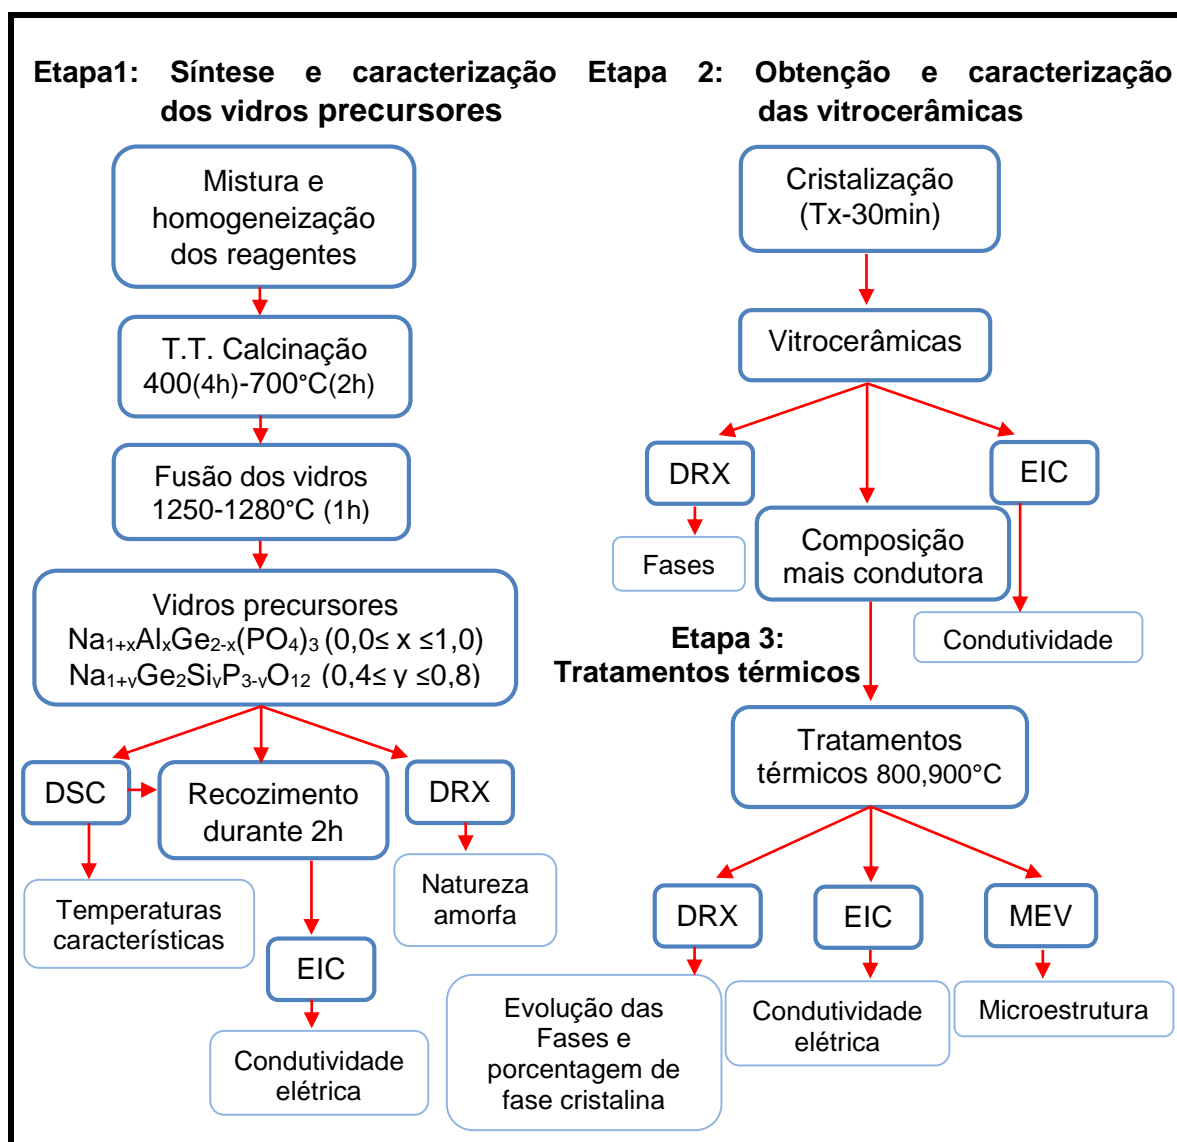 Etapa1: Síntese e caracterização
dos vidros precursores
Mistura e
homogeneização
dos reagentes
T.T. Calcinação
400(4h)-700°C(2h)
Fusão dos vidros
1250-1280°C (1h)
Vidros precursores
Na₁₊ₓAlₓGe₂₋ₓ(PO₄)₃ (0,0≤ x ≤1,0)
Na₁₊yGe₂SiyP₃₋yO₁₂ (0,4≤ y ≤0,8)
DSC
Recozimento
durante 2h
DRX
Temperaturas
características
Natureza
amorfa
EIC
Condutividade
elétrica
Etapa 2: Obtenção e caracterização
das vitrocerâmicas
Cristalização
(Tx-30min)
Vitrocerâmicas
DRX
EIC
Fases
Composição
mais condutora
Condutividade
Etapa 3:
Tratamentos térmicos
Tratamentos
térmicos 800,900°C
DRX
EIC
MEV
Evolução das
Fases e
porcentagem de
fase cristalina
Condutividade
elétrica
Microestrutura